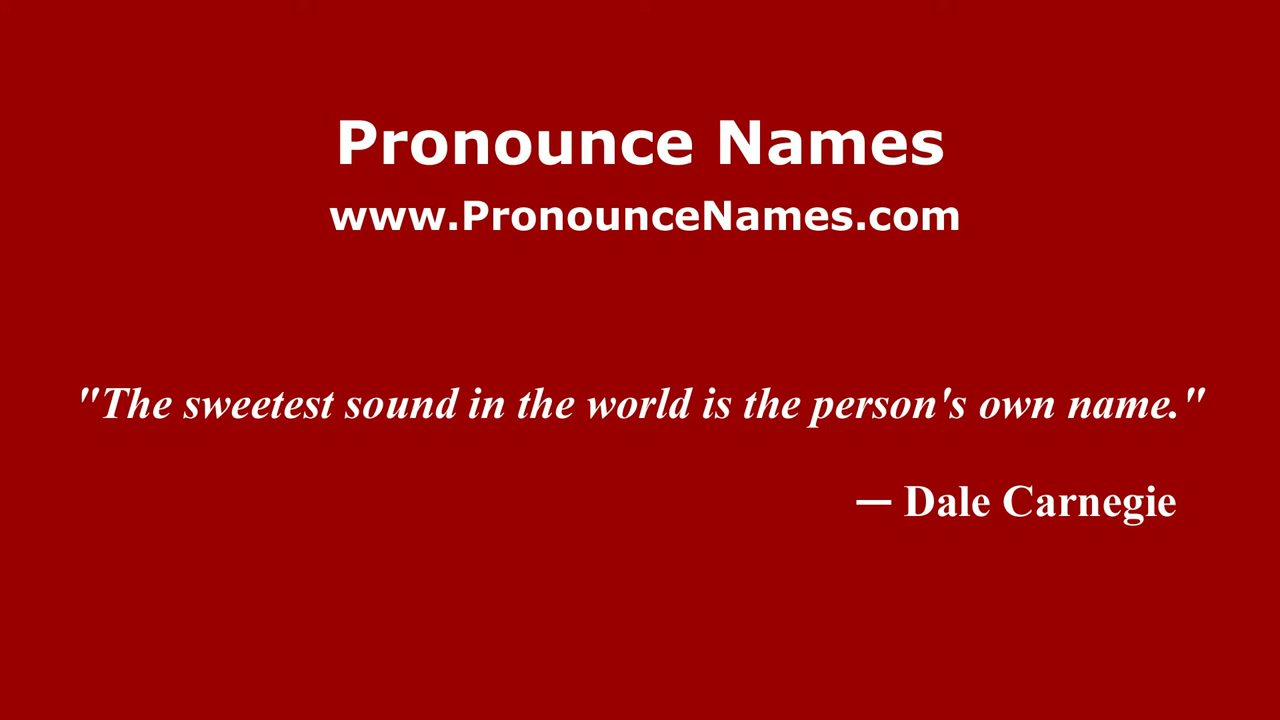 Pronounce Names
www.PronounceNames.com
"The sweetest sound in the world is the person's own name."
— Dale Carnegie